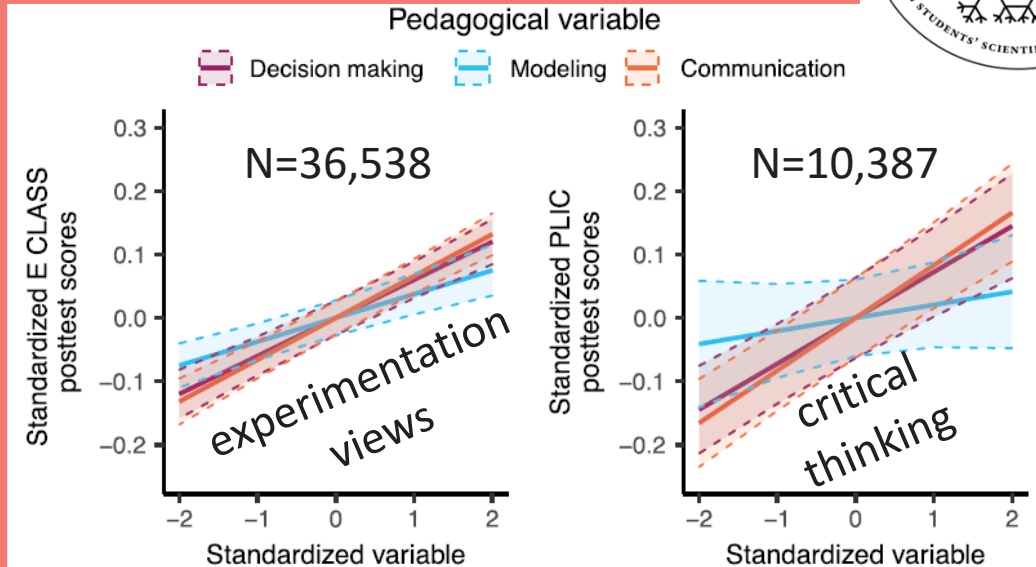 Pedagogical variable
Decision making
Modeling
Communication
STUDENTS' SCIENTI
Standardized E CLASS
posttest scores
0.3
0.2
0.1
0.0
−0.1
−0.2
N=36,538
experimentation
views
−2 −1 0 1 2
Standardized variable
Standardized PLIC
posttest scores
0.3
0.2
0.1
0.0
−0.1
−0.2
N=10,387
critical
thinking
−2 −1 0 1 2
Standardized variable